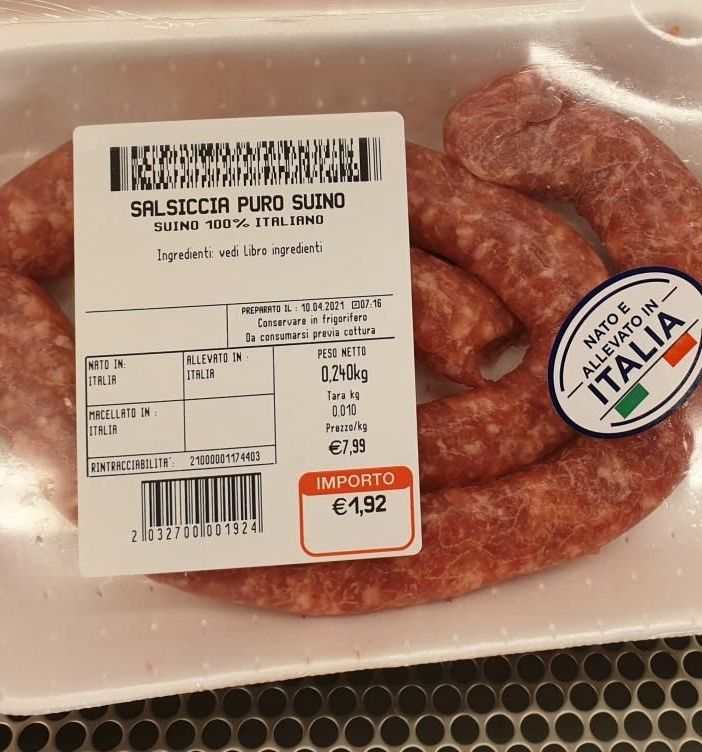 SALSICCIA PURO SUINO
SUINO 100% ITALIANO
Ingredienti: vedi Libro ingredienti
PREPARATO IL : 10.04.2021 07:16
Conservare in frigorifero
Da consumarsi previa cottura
NATO IN:
ITALIA
ALLEVATO IN :
ITALIA
MACELLATO IN :
ITALIA
RINTRACCIABILITA': 21000001174403
PESO NETTO
0,240kg
Tara kg
0.010
Prezzo/kg
€7,99
IMPORTO
€1,92
2 032700 001924
NATO E
ALLEVATO IN
ITALIA